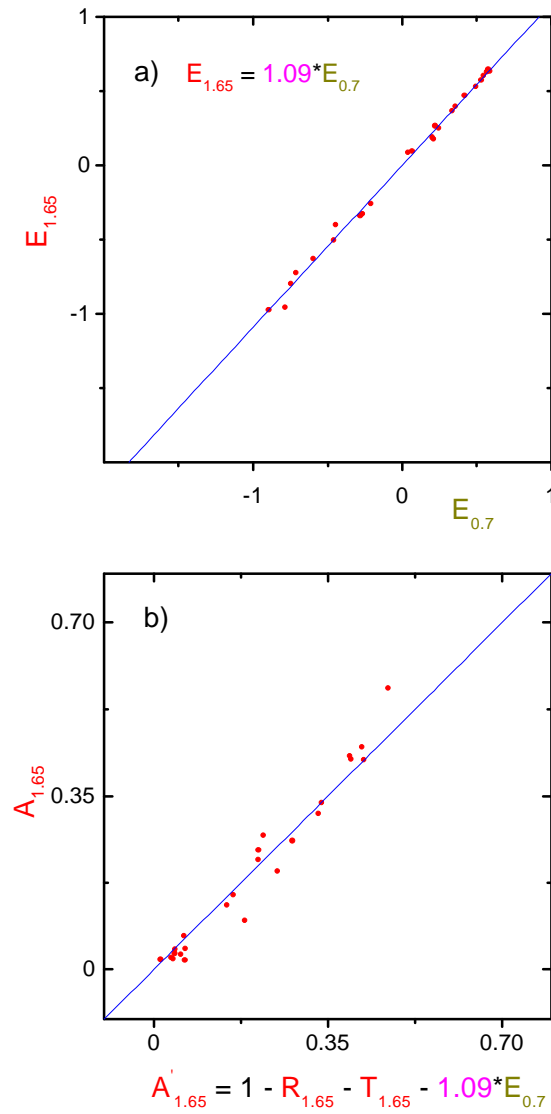 1
a) E1.65 = 1.09*E0.7
0
E1.65
-1
-1 0 1
E0.7
b)
0.70
A1.65
0.35
0
0 0.35 0.70
A'1.65 = 1 - R1.65 - T1.65 - 1.09*E0.7